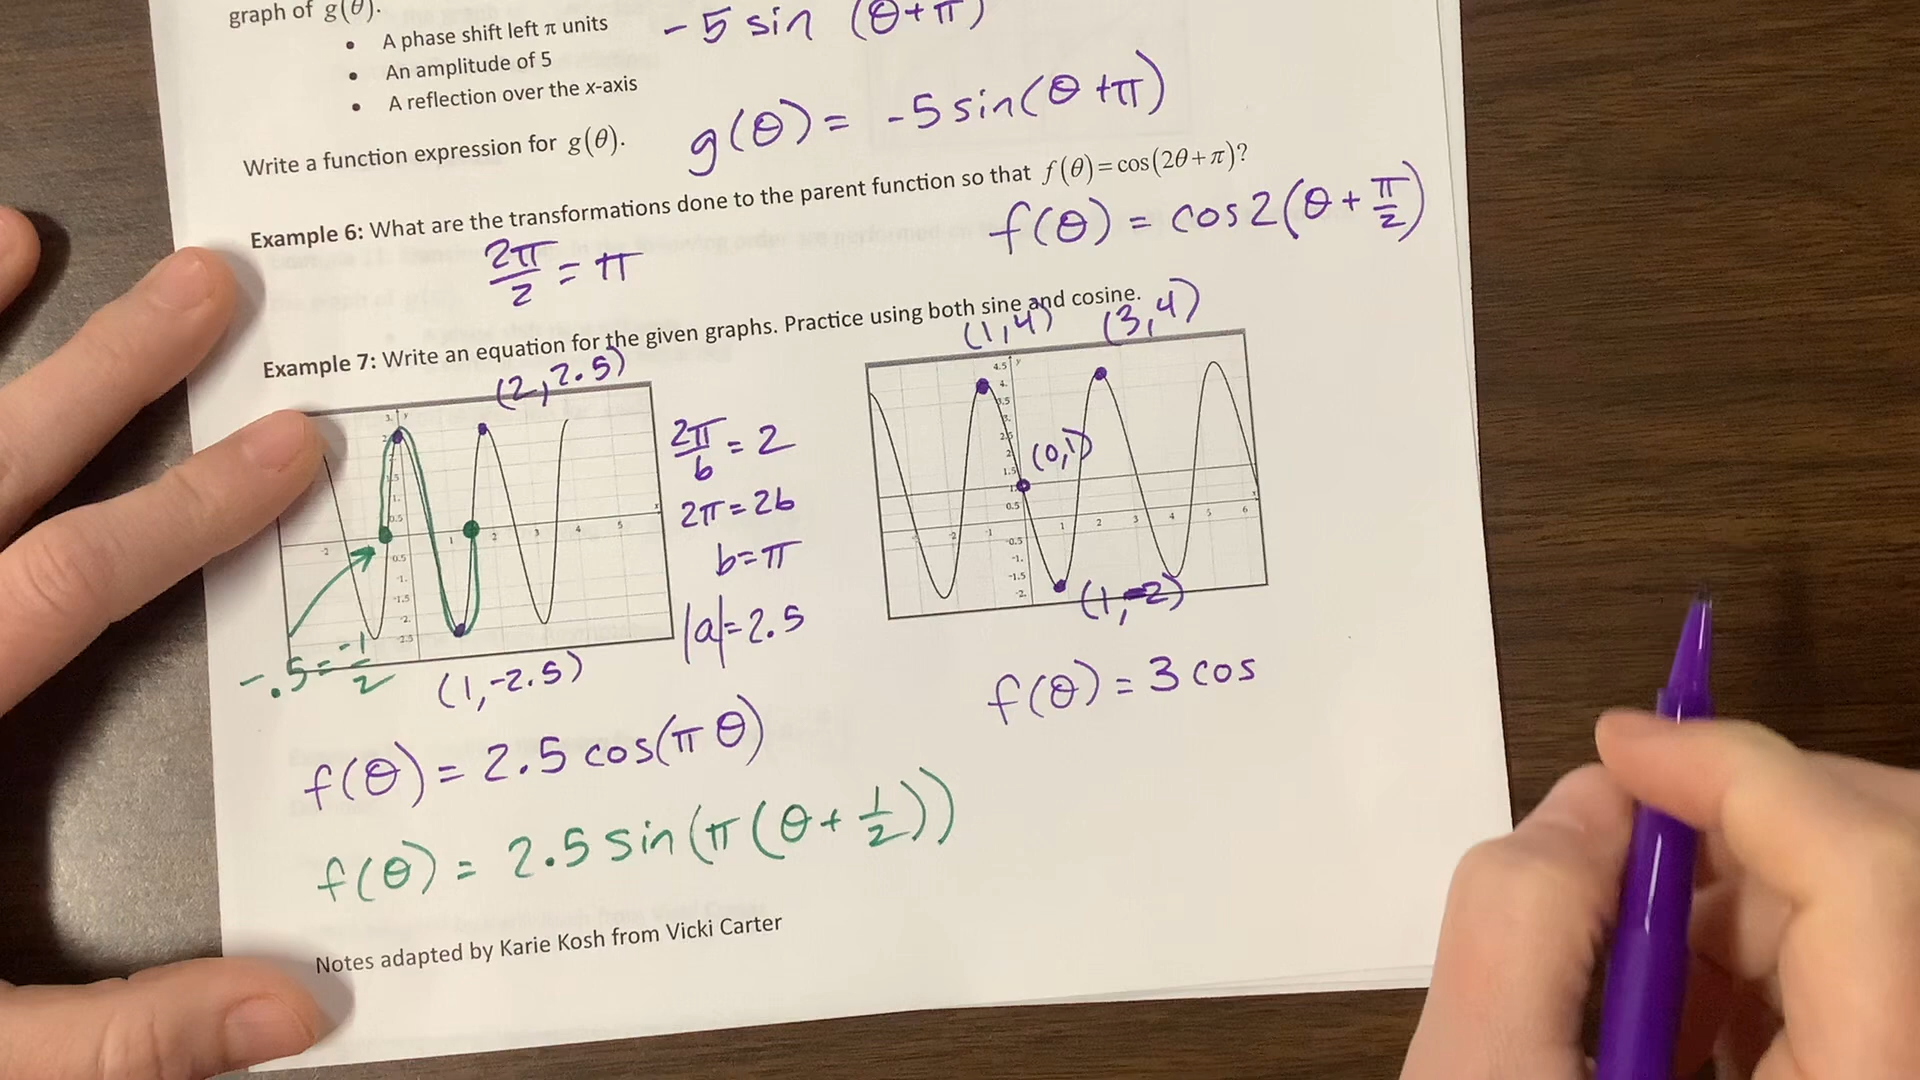 graph of g(θ).
• A phase shift left π units
-5 sin (θ+π)
• An amplitude of 5
• A reflection over the x-axis
Write a function expression for g(θ).
g(θ) = -5 sin(θ+π)
Example 6: What are the transformations done to the parent function so that f(θ)=cos(2θ+π)?
2π/2 = π
f(θ) = cos2(θ+π/2)
Example 7: Write an equation for the given graphs. Practice using both sine and cosine.
(2,2.5)
2π/b = 2
2π=2b
b=π
|a|=2.5
-.5=-1/2
(1,-2.5)
(1,4) (3,4)
(0,1)
(1,-2)
f(θ) = 3 cos
f(θ) = 2.5 cos(πθ)
f(θ) = 2.5 sin(π(θ+1/2))
Notes adapted by Karie Kosh from Vicki Carter